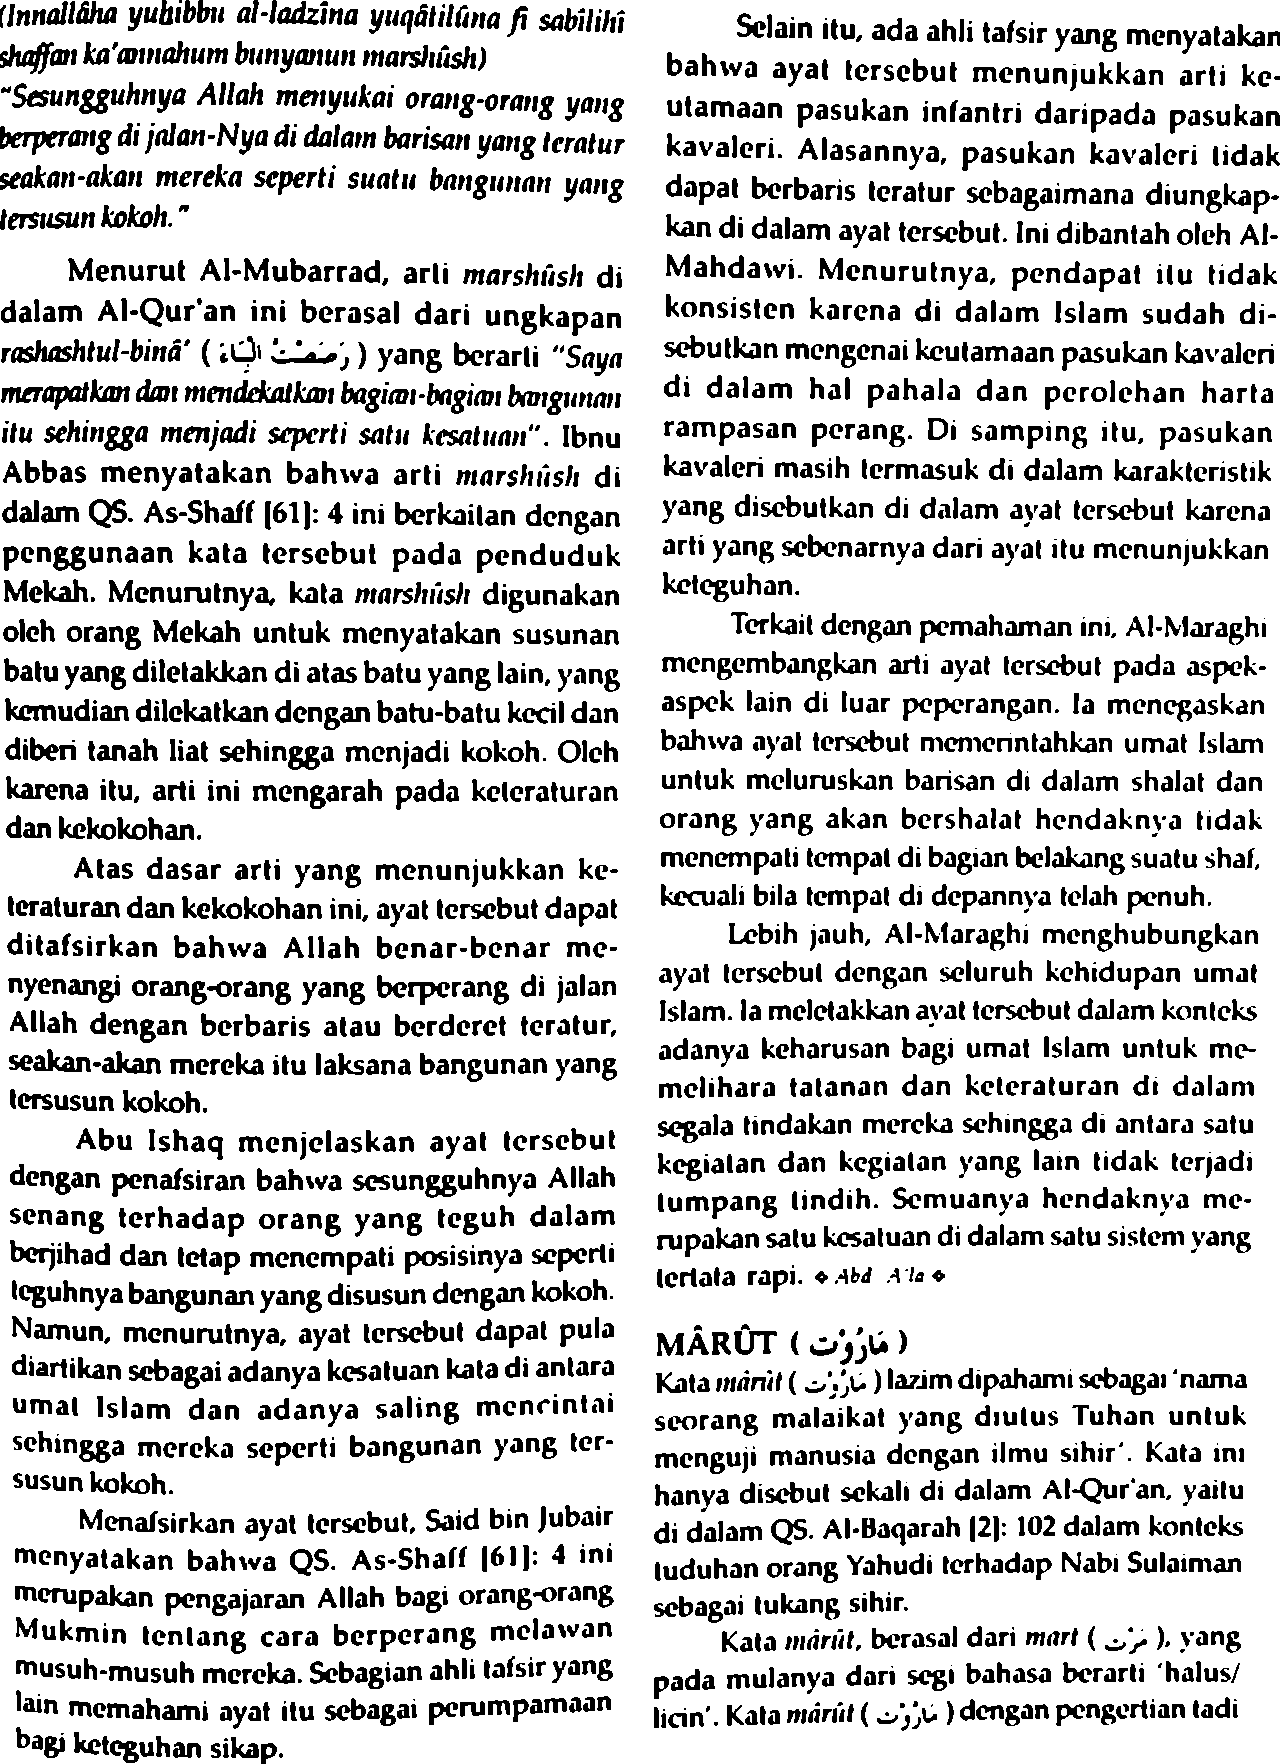 (Innallâha yuhibbu al-ladzîna yuqâtilûna fî sabîlihî
shaffan ka'annahum bunyanun marshûsh)
"Sesungguhnya Allah menyukai orang-orang yang
berperang di jalan-Nya di dalam barisan yang teratur
seakan-akan mereka seperti suatu bangunan yang
tersusun kokoh."
Menurut Al-Mubarrad, arti marshûsh di
dalam Al-Qur'an ini berasal dari ungkapan
rashashtul-binâ' ( رَصَصْتُ الْبِنَاءَ ) yang berarti "Saya
merapatkan dan mendekatkan bagian-bagian bangunan
itu sehingga menjadi seperti satu kesatuan". Ibnu
Abbas menyatakan bahwa arti marshûsh di
dalam QS. As-Shaff [61]: 4 ini berkaitan dengan
penggunaan kata tersebut pada penduduk
Mekah. Menurutnya, kata marshûsh digunakan
oleh orang Mekah untuk menyatakan susunan
batu yang diletakkan di atas batu yang lain, yang
kemudian dilekatkan dengan batu-batu kecil dan
diberi tanah liat sehingga menjadi kokoh. Oleh
karena itu, arti ini mengarah pada keteraturan
dan kekokohan.
Atas dasar arti yang menunjukkan ke-
teraturan dan kekokohan ini, ayat tersebut dapat
ditafsirkan bahwa Allah benar-benar me-
nyenangi orang-orang yang berperang di jalan
Allah dengan berbaris atau berderet teratur,
seakan-akan mereka itu laksana bangunan yang
tersusun kokoh.
Abu Ishaq menjelaskan ayat tersebut
dengan penafsiran bahwa sesungguhnya Allah
senang terhadap orang yang teguh dalam
berjihad dan tetap menempati posisinya seperti
teguhnya bangunan yang disusun dengan kokoh.
Namun, menurutnya, ayat tersebut dapat pula
diartikan sebagai adanya kesatuan kata di antara
umat Islam dan adanya saling mencintai
sehingga mereka seperti bangunan yang ter-
susun kokoh.
Menafsirkan ayat tersebut, Said bin Jubair
menyatakan bahwa QS. As-Shaff [61]: 4 ini
merupakan pengajaran Allah bagi orang-orang
Mukmin tentang cara berperang melawan
musuh-musuh mereka. Sebagian ahli tafsir yang
lain memahami ayat itu sebagai perumpamaan
bagi keteguhan sikap.
Selain itu, ada ahli tafsir yang menyatakan
bahwa ayat tersebut menunjukkan arti ke-
utamaan pasukan infantri daripada pasukan
kavaleri. Alasannya, pasukan kavaleri tidak
dapat berbaris teratur sebagaimana diungkap-
kan di dalam ayat tersebut. Ini dibantah oleh Al-
Mahdawi. Menurutnya, pendapat itu tidak
konsisten karena di dalam Islam sudah di-
sebutkan mengenai keutamaan pasukan kavaleri
di dalam hal pahala dan perolehan harta
rampasan perang. Di samping itu, pasukan
kavaleri masih termasuk di dalam karakteristik
yang disebutkan di dalam ayat tersebut karena
arti yang sebenarnya dari ayat itu menunjukkan
keteguhan.
Terkait dengan pemahaman ini, Al-Maraghi
mengembangkan arti ayat tersebut pada aspek-
aspek lain di luar peperangan. Ia menegaskan
bahwa ayat tersebut memerintahkan umat Islam
untuk meluruskan barisan di dalam shalat dan
orang yang akan bershalat hendaknya tidak
menempati tempat di bagian belakang suatu shaf,
kecuali bila tempat di depannya telah penuh.
Lebih jauh, Al-Maraghi menghubungkan
ayat tersebut dengan seluruh kehidupan umat
Islam. Ia meletakkan ayat tersebut dalam konteks
adanya keharusan bagi umat Islam untuk me-
melihara tatanan dan keteraturan di dalam
segala tindakan mereka sehingga di antara satu
kegiatan dan kegiatan yang lain tidak terjadi
tumpang tindih. Semuanya hendaknya me-
rupakan satu kesatuan di dalam satu sistem yang
tertata rapi. ❖ Abd A'la ❖
MÂRÛT ( مَارُوْت )
Kata mârût ( مَارُوْت ) lazim dipahami sebagai 'nama
seorang malaikat yang diutus Tuhan untuk
menguji manusia dengan ilmu sihir'. Kata ini
hanya disebut sekali di dalam Al-Qur'an, yaitu
di dalam QS. Al-Baqarah [2]: 102 dalam konteks
tuduhan orang Yahudi terhadap Nabi Sulaiman
sebagai tukang sihir.
Kata mârût, berasal dari mart ( مَرْت ), yang
pada mulanya dari segi bahasa berarti 'halus/
licin'. Kata mârût ( مَارُوْت ) dengan pengertian tadi